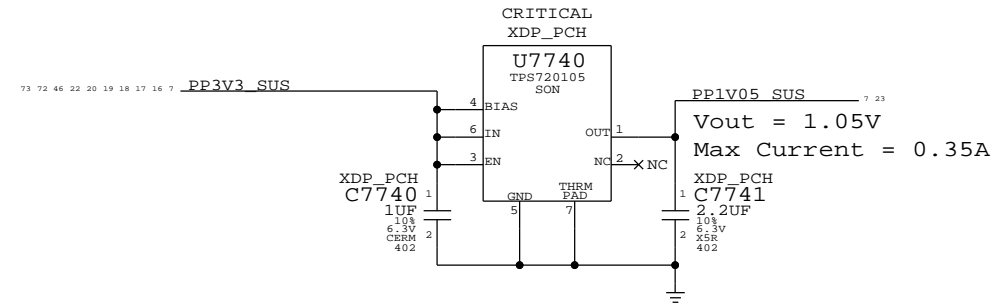 CRITICAL
XDP_PCH
U7740
TPS720105
SON
73 72 46 22 20 19 18 17 16 7
PP3V3_SUS
4
BIAS
6
IN
3
EN
OUT
1
NC
2
NC
GND
5
THRM
PAD
7
PP1V05_SUS
7 23
Vout = 1.05V
Max Current = 0.35A
XDP_PCH
C7740
1UF
10%
6.3V
CERM
402
1
2
XDP_PCH
C7741
2.2UF
10%
6.3V
X5R
402
1
2